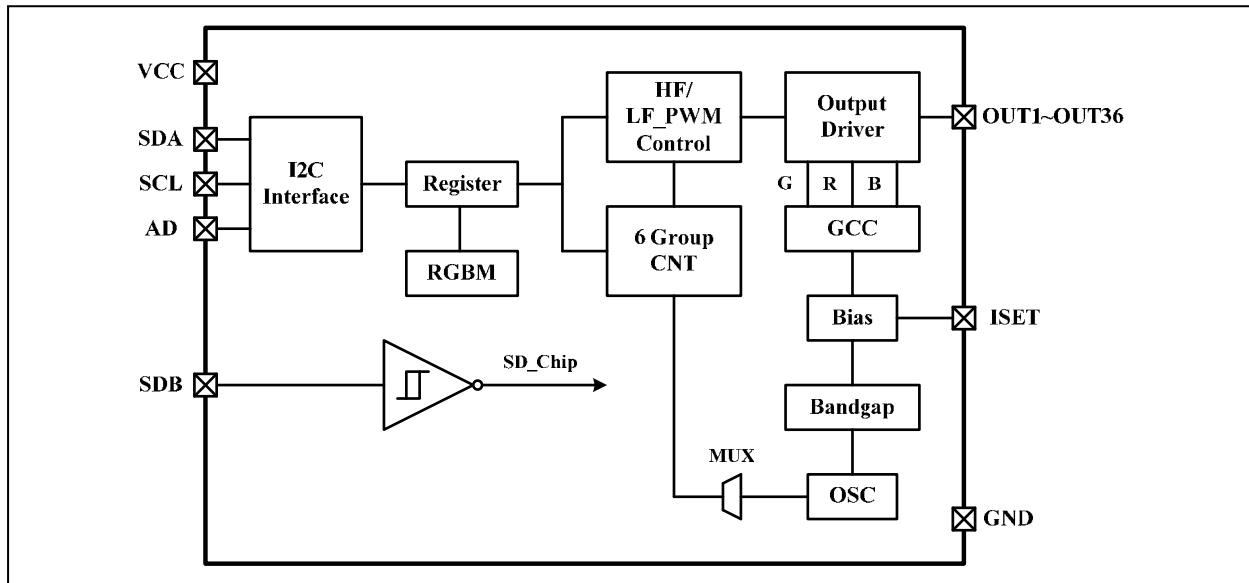 VCC
SDA
SCL
AD
SDB
I2C
Interface
Register
RGBM
SD_Chip
HF/
LF_PWM
Control
6 Group
CNT
MUX
Output
Driver
G R B
GCC
Bias
Bandgap
OSC
OUT1~OUT36
ISET
GND